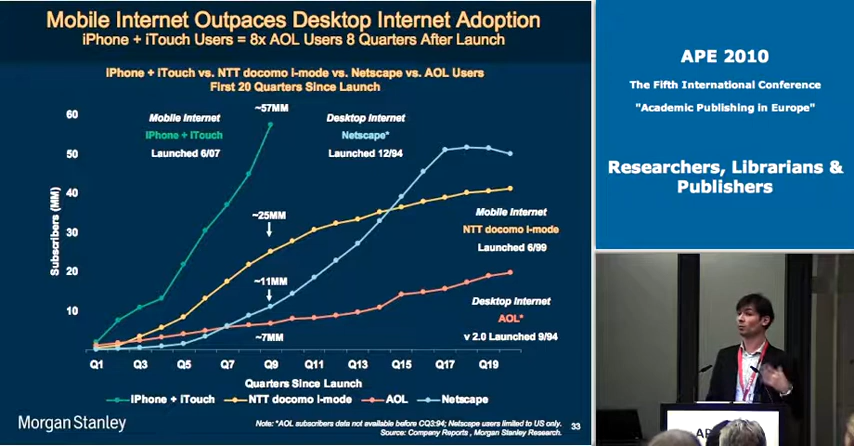 Mobile Internet Outpaces Desktop Internet Adoption
iPhone + iTouch Users = 8x AOL Users 8 Quarters After Launch
iPhone + iTouch vs. NTT docomo i-mode vs. Netscape vs. AOL Users
First 20 Quarters Since Launch
Subscribers (MM)
60
50
40
30
20
10
Mobile Internet
iPhone + iTouch
Launched 6/07
~57MM
Desktop Internet
Netscape*
Launched 12/94
~25MM
Mobile Internet
NTT docomo i-mode
Launched 6/99
~11MM
Desktop Internet
AOL*
v 2.0 Launched 9/94
~7MM
Q1 Q3 Q5 Q7 Q9 Q11 Q13 Q15 Q17 Q19
Quarters Since Launch
iPhone + iTouch NTT docomo i-mode AOL Netscape
Morgan Stanley
Note: *AOL subscribers data not available before CQ3:94; Netscape users limited to US only.
Source: Company Reports , Morgan Stanley Research.
33
APE 2010
The Fifth International Conference
"Academic Publishing in Europe"
Researchers, Librarians &
Publishers